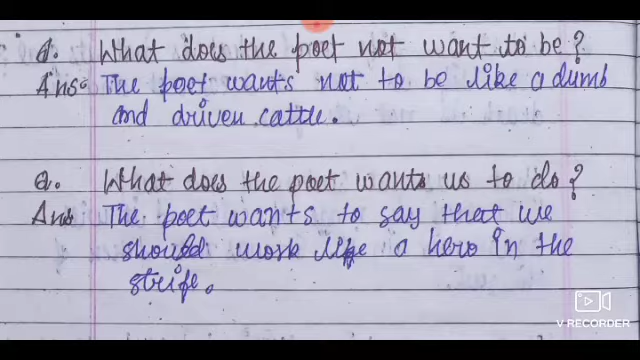 Q. What does the poet not want to be?
Ans: The poet wants not to be like a dumb
and driven cattle.
Q. What does the poet wants us to do?
Ans The poet wants to say that we
should work like a hero in the
strife.
V RECORDER